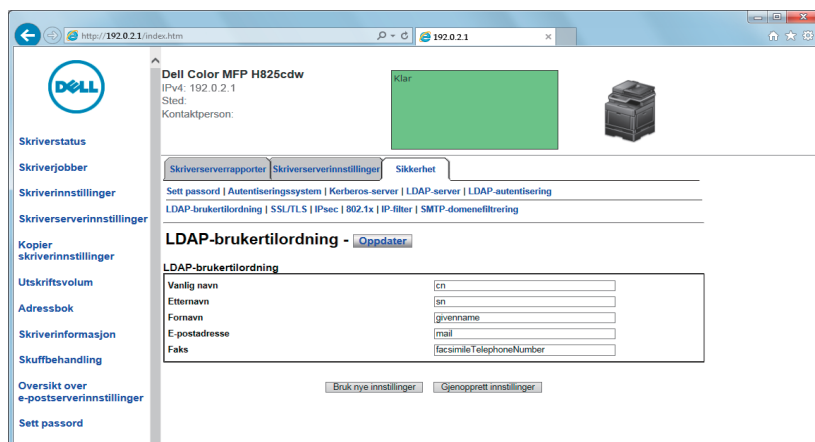 http://192.0.2.1/index.htm
192.0.2.1
DELL
Dell Color MFP H825cdw
IPv4: 192.0.2.1
Sted:
Kontaktperson:
Klar
Skriverstatus
Skriverjobber
Skriverinnstillinger
Skriverserverinnstillinger
Kopier
skriverinnstillinger
Utskriftsvolum
Adressbok
Skriverinformasjon
Skuffbehandling
Oversikt over
e-postserverinnstillinger
Sett passord
Skriverserverrapporter Skriverserverinnstillinger Sikkerhet
Sett passord | Autentiseringssystem | Kerberos-server | LDAP-server | LDAP-autentisering
LDAP-brukertilordning | SSL/TLS | IPsec | 802.1x | IP-filter | SMTP-domenefiltrering
LDAP-brukertilordning - Oppdater
LDAP-brukertilordning
Vanlig navn cn
Etternavn sn
Fornavn givenname
E-postadresse mail
Faks facsimileTelephoneNumber
Bruk nye innstillinger Gjenopprett innstillinger